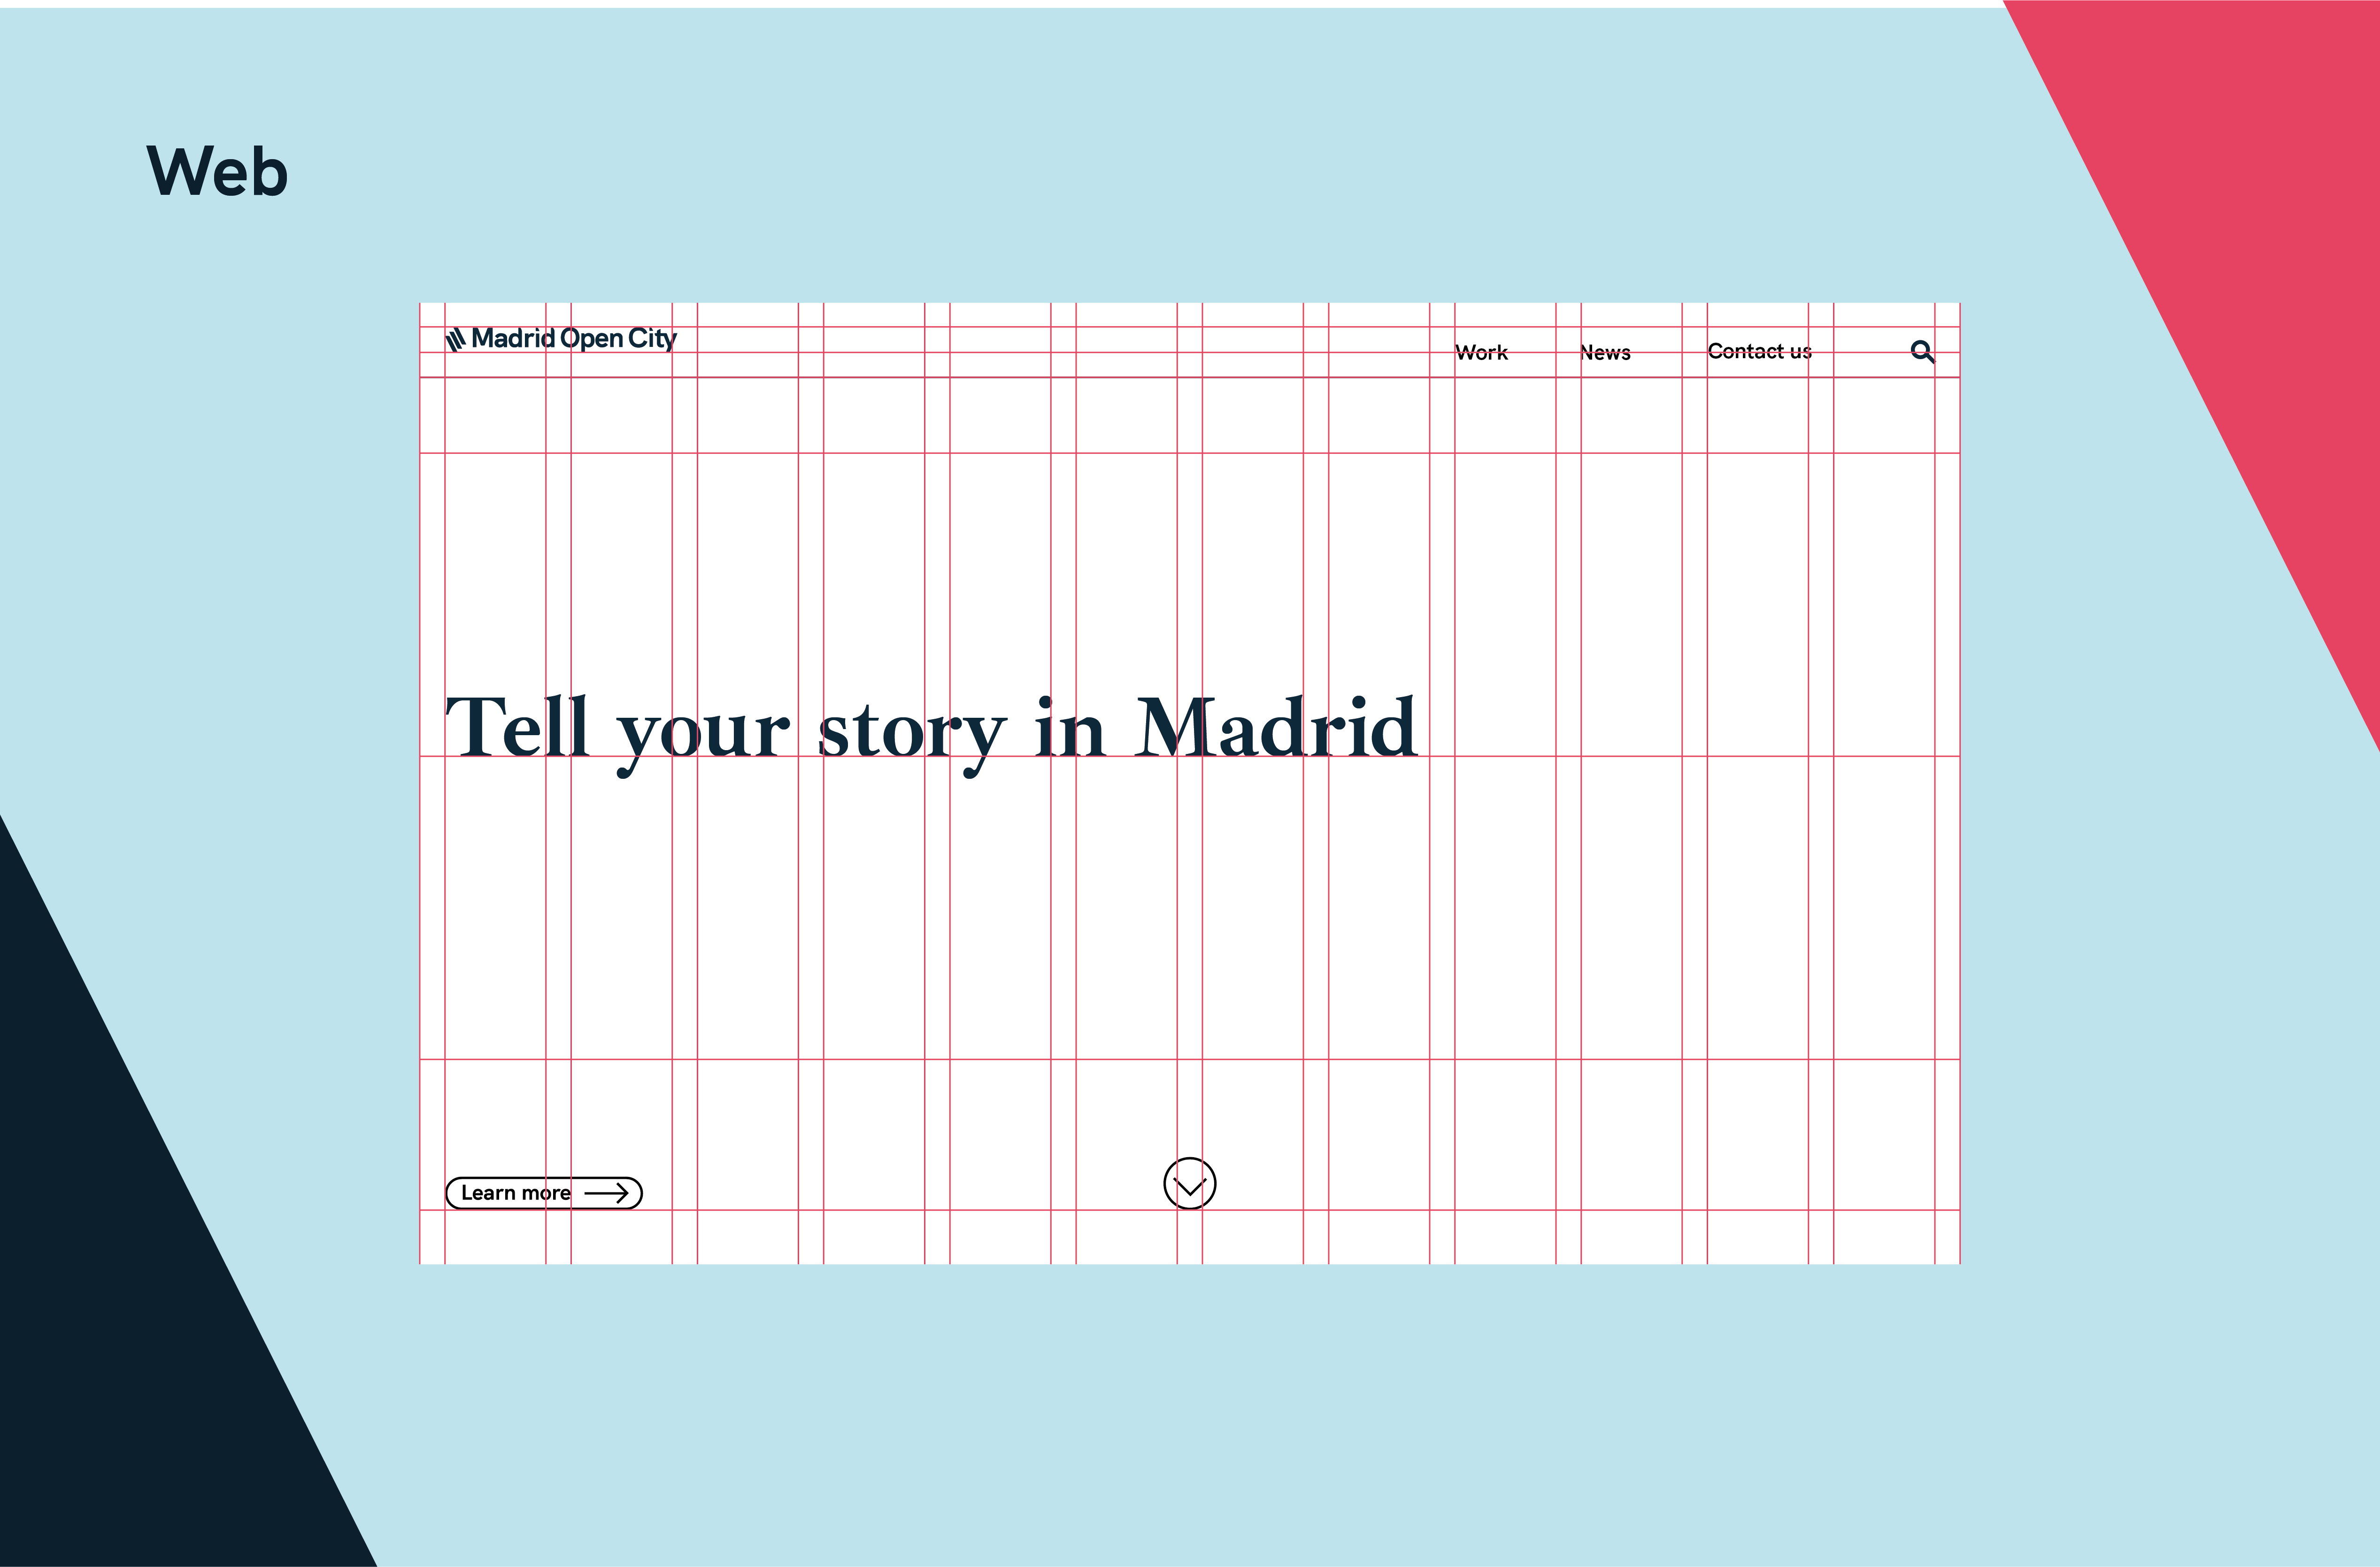 Web
Madrid Open City
Work News Contact us
Tell your story in Madrid
Learn more